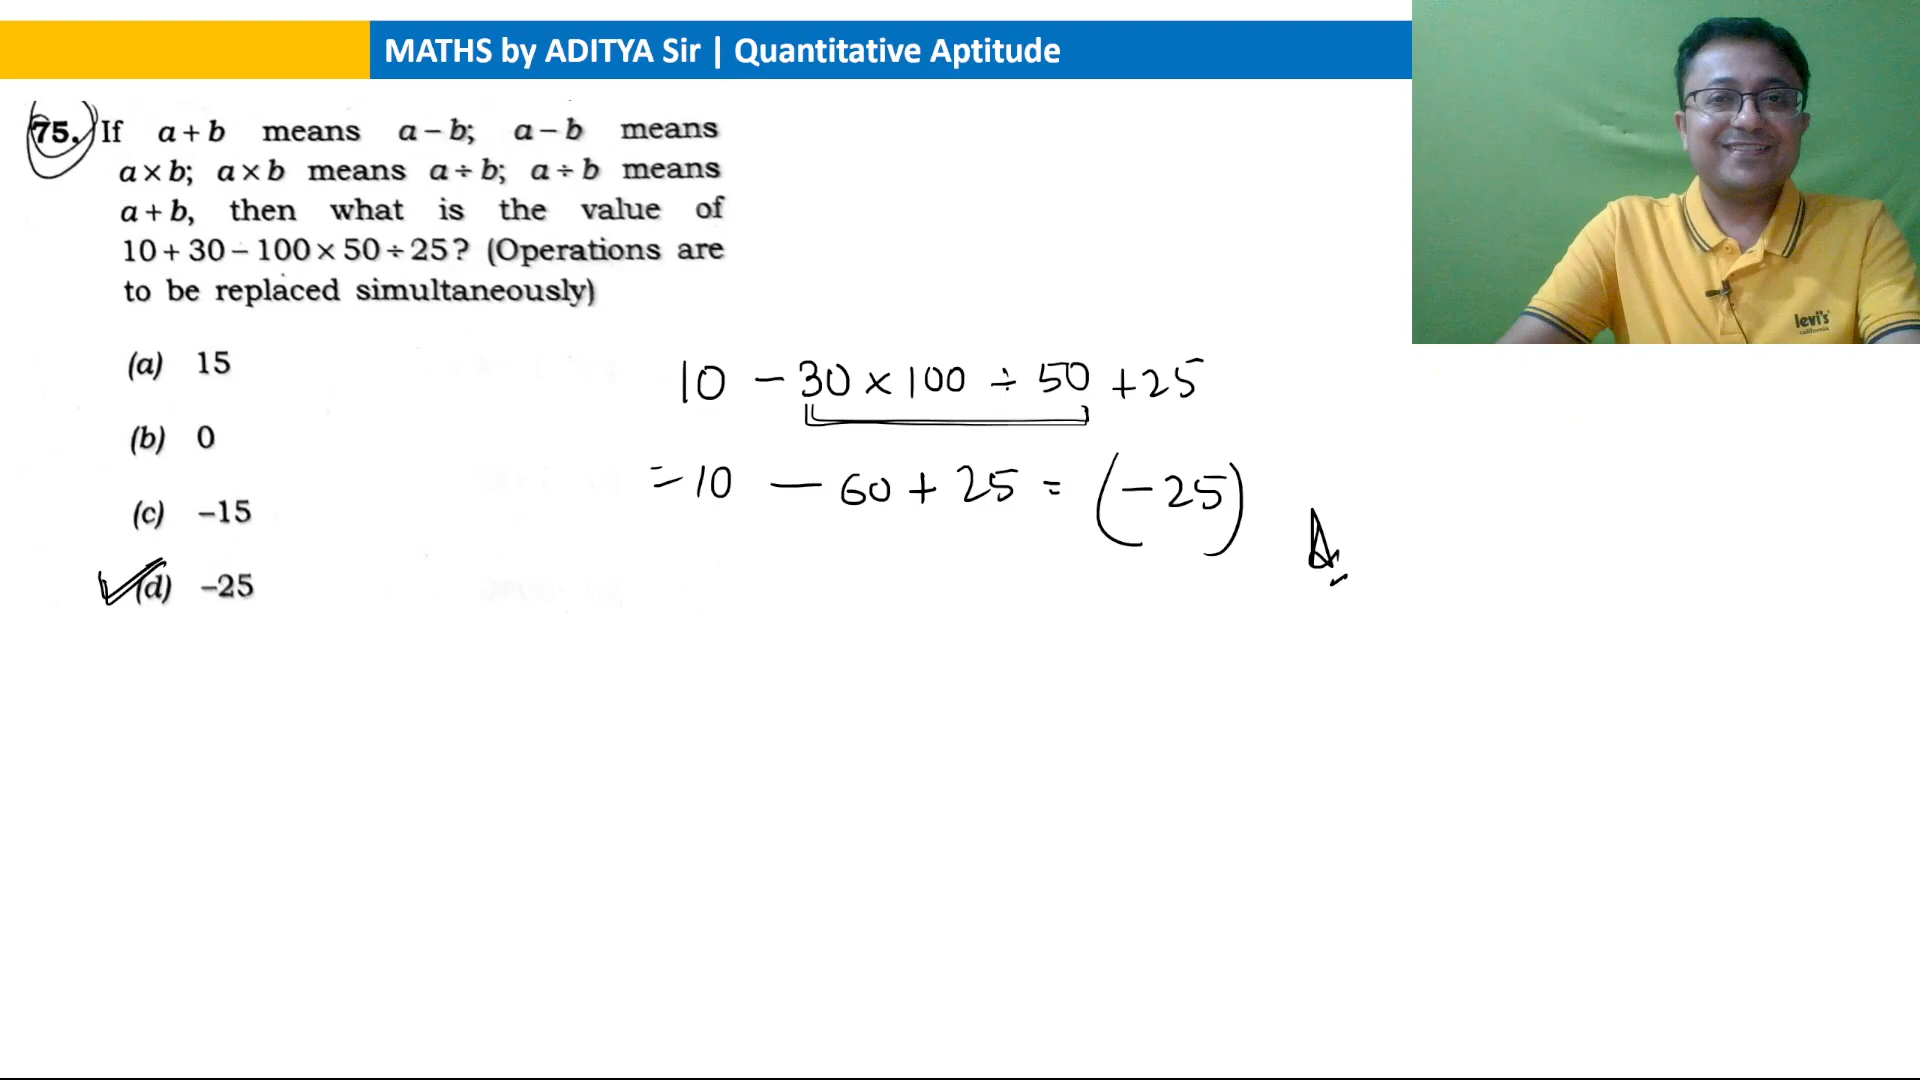 MATHS by ADITYA Sir | Quantitative Aptitude
75. If a + b means a – b; a – b means
a × b; a × b means a ÷ b; a ÷ b means
a + b, then what is the value of
10 + 30 – 100 × 50 ÷ 25? (Operations are
to be replaced simultaneously)
(a) 15
(b) 0
(c) –15
(d) –25
10 – 30 × 100 ÷ 50 + 25
= 10 – 60 + 25 = (–25)
levi's
california